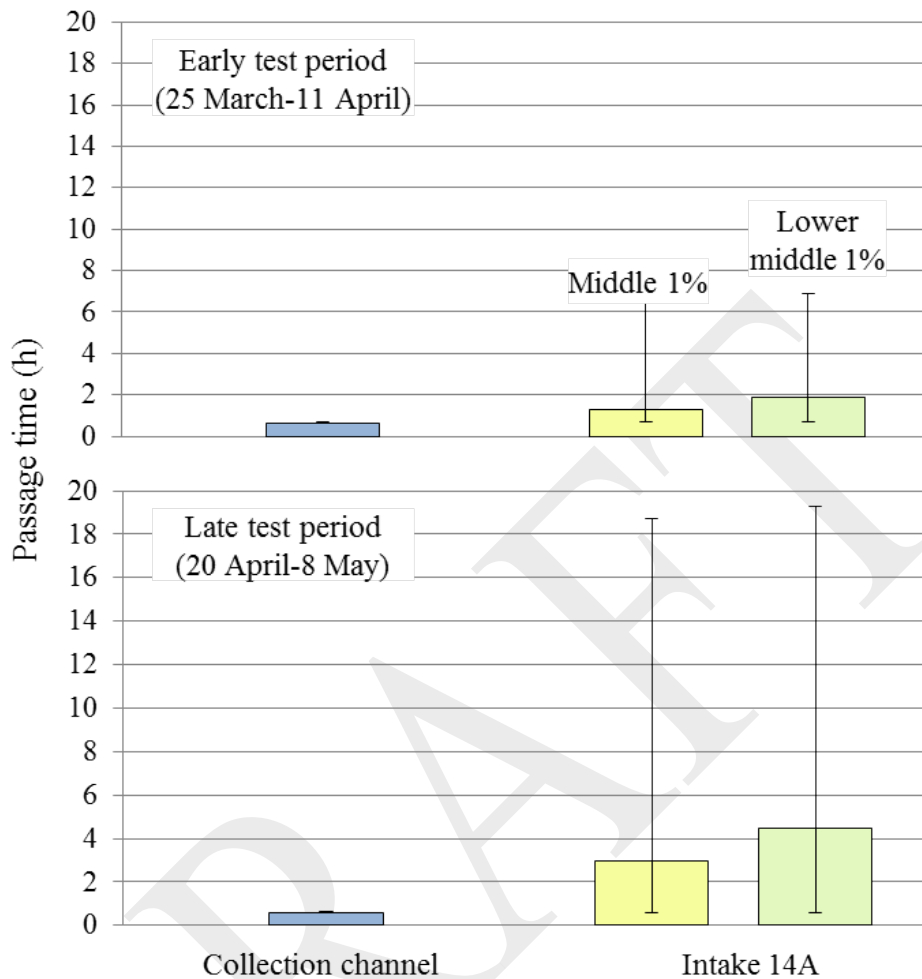 20
18
16
14
12
10
8
6
4
2
0
Early test period
(25 March-11 April)
Middle 1%
Lower
middle 1%
Passage time (h)
20
18
16
14
12
10
8
6
4
2
0
Late test period
(20 April-8 May)
Collection channel
Intake 14A
RAFT